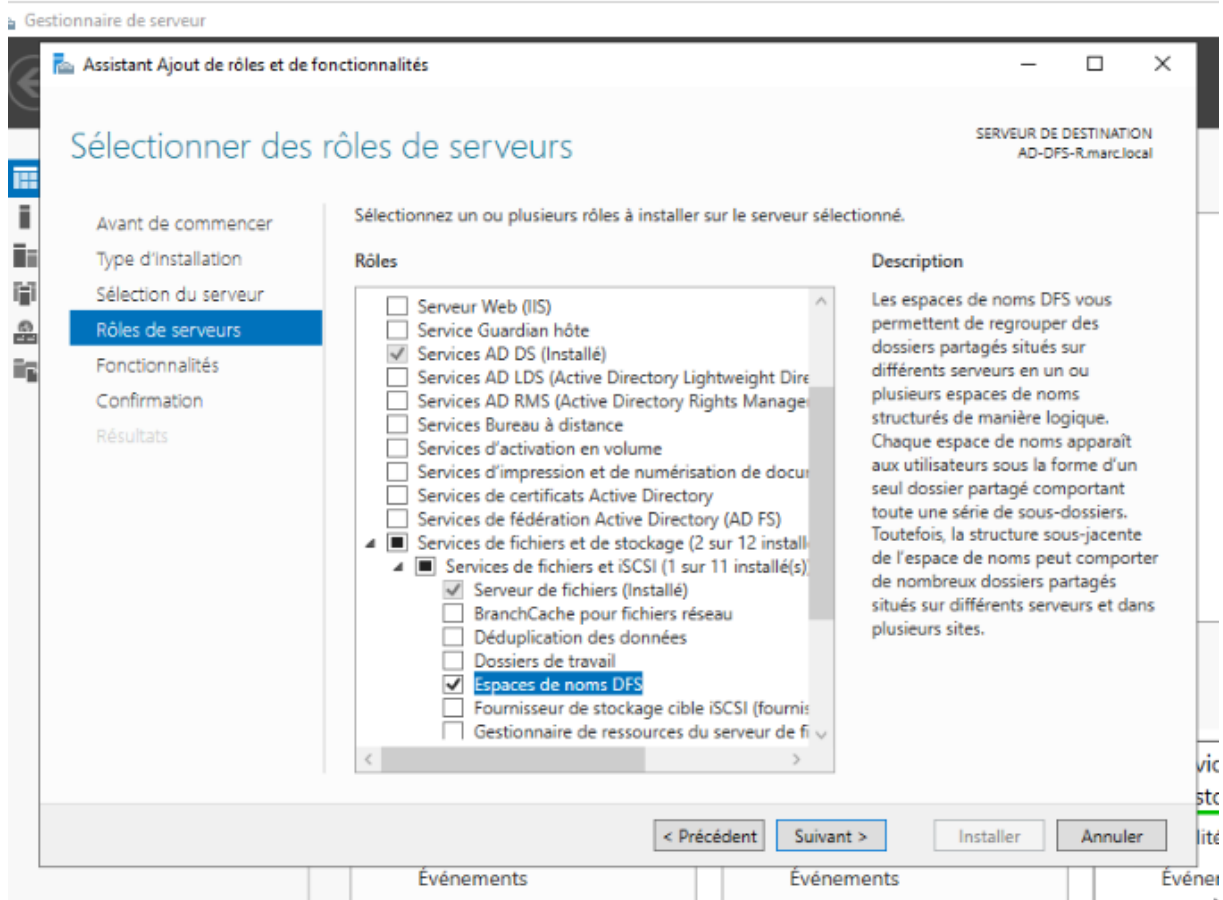 Gestionnaire de serveur
Assistant Ajout de rôles et de fonctionnalités
Sélectionner des rôles de serveurs
SERVEUR DE DESTINATION
AD-DFS-R.marc.local
Avant de commencer
Type d'installation
Sélection du serveur
Rôles de serveurs
Fonctionnalités
Confirmation
Résultats
Sélectionnez un ou plusieurs rôles à installer sur le serveur sélectionné.
Rôles
Serveur Web (IIS)
Service Guardian hôte
Services AD DS (Installé)
Services AD LDS (Active Directory Lightweight Dire
Services AD RMS (Active Directory Rights Manage
Services Bureau à distance
Services d'activation en volume
Services d'impression et de numérisation de docu
Services de certificats Active Directory
Services de fédération Active Directory (AD FS)
Services de fichiers et de stockage (2 sur 12 install
Services de fichiers et iSCSI (1 sur 11 installé(s)
Serveur de fichiers (Installé)
BranchCache pour fichiers réseau
Déduplication des données
Dossiers de travail
Espaces de noms DFS
Fournisseur de stockage cible iSCSI (fournis
Gestionnaire de ressources du serveur de fi
Description
Les espaces de noms DFS vous
permettent de regrouper des
dossiers partagés situés sur
différents serveurs en un ou
plusieurs espaces de noms
structurés de manière logique.
Chaque espace de noms apparaît
aux utilisateurs sous la forme d'un
seul dossier partagé comportant
toute une série de sous-dossiers.
Toutefois, la structure sous-jacente
de l'espace de noms peut comporter
de nombreux dossiers partagés
situés sur différents serveurs et dans
plusieurs sites.
< Précédent
Suivant >
Installer
Annuler
Événements
Événements